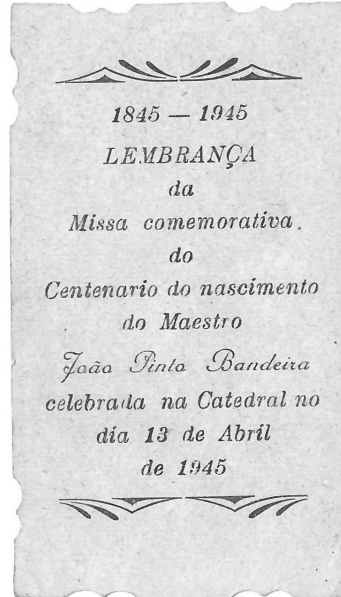 1845 — 1945
LEMBRANÇA
da
Missa comemorativa.
do
Centenario do nascimento
do Maestro
João Pinto Bandeira
celebrada na Catedral no
dia 13 de Abril
de 1945